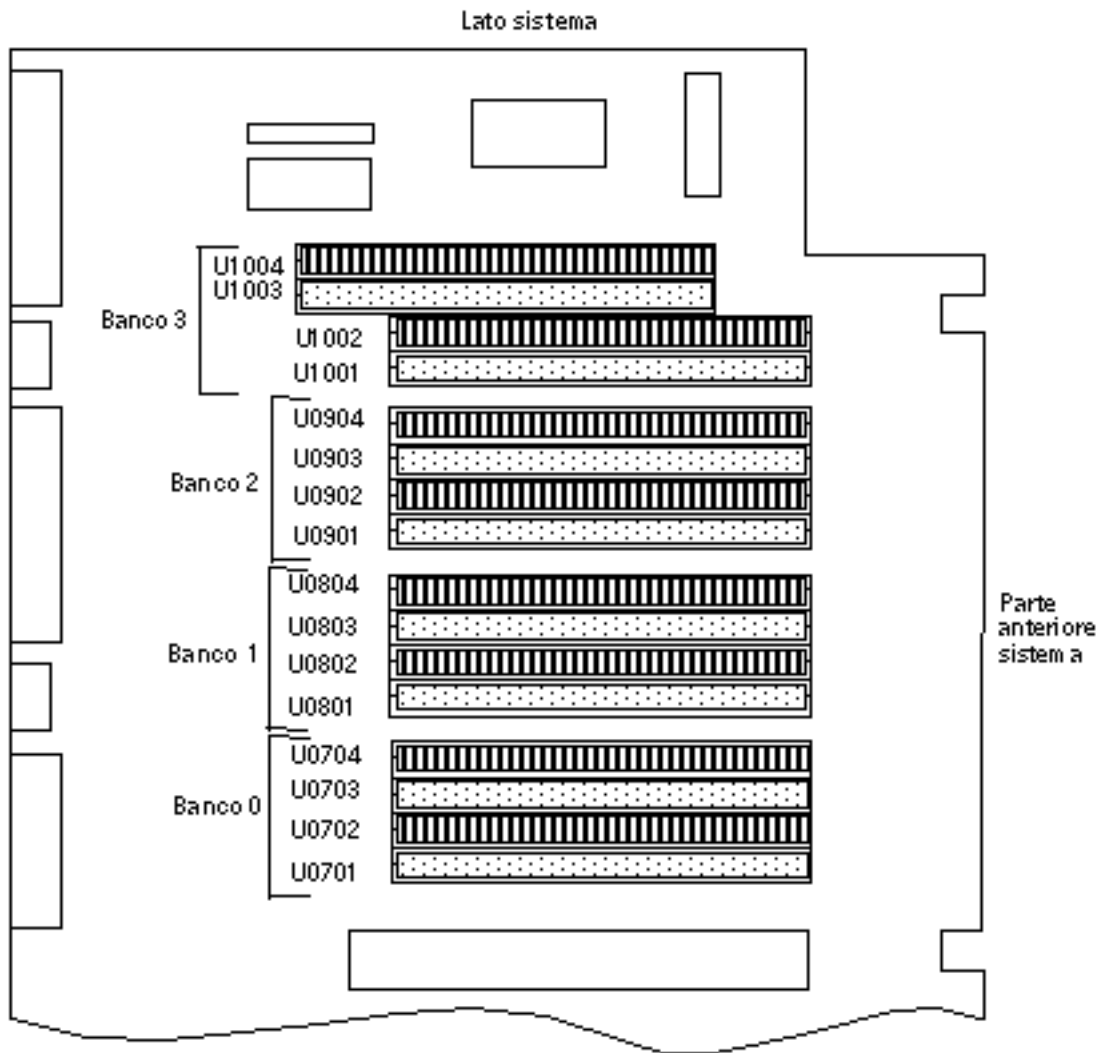 Lato sistema
U1004
U1003
Banco 3
U1002
U1001
U0904
U0903
Banco 2
U0902
U0901
U0804
U0803
Banco 1
U0802
U0801
U0704
U0703
Banco 0
U0702
U0701
Parte
anteriore
sistema